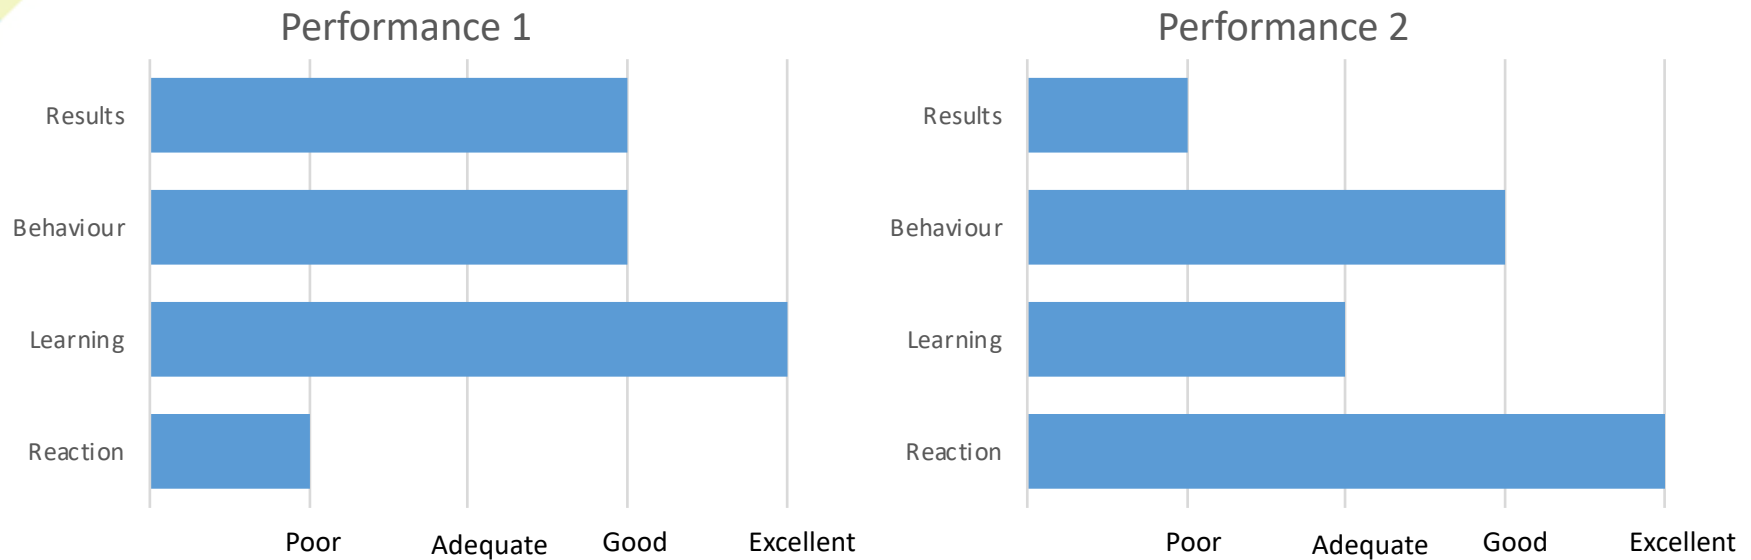 Performance 1
Results
Behaviour
Learning
Reaction
Poor Adequate Good Excellent
Performance 2
Results
Behaviour
Learning
Reaction
Poor Adequate Good Excellent